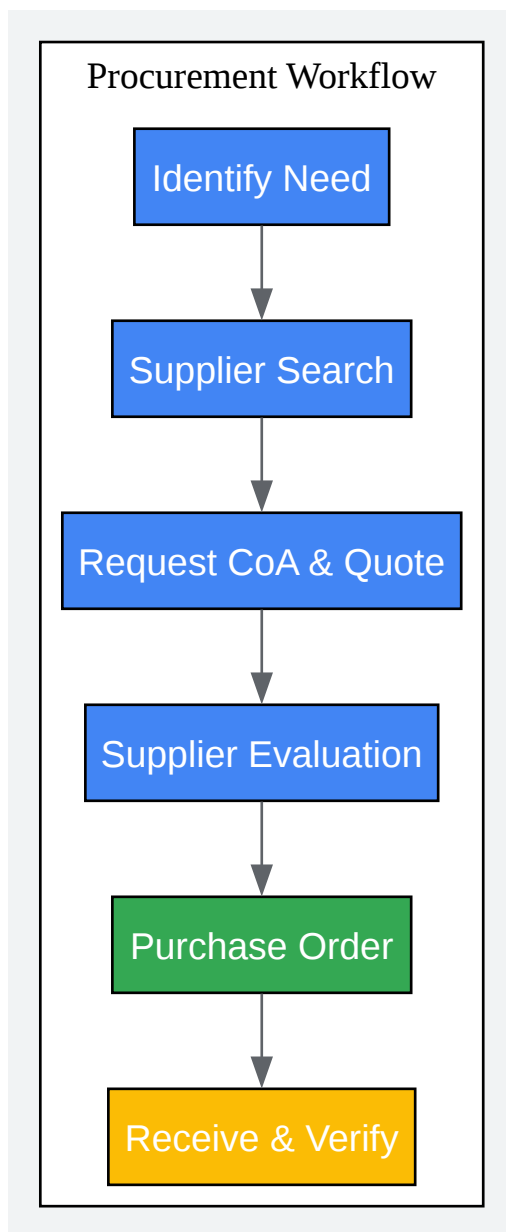 Procurement Workflow
Identify Need
Supplier Search
Request CoA & Quote
Supplier Evaluation
Purchase Order
Receive & Verify